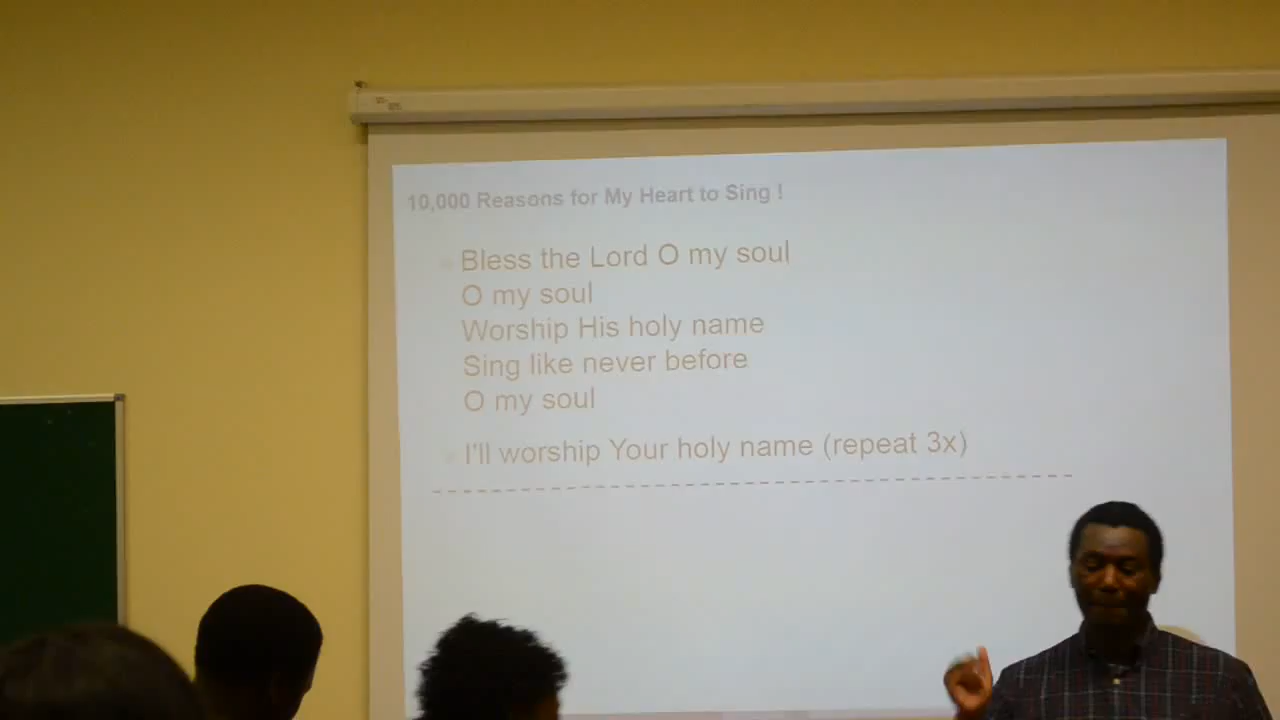 10,000 Reasons for My Heart to Sing !
Bless the Lord O my soul
O my soul
Worship His holy name
Sing like never before
O my soul
I'll worship Your holy name (repeat 3x)